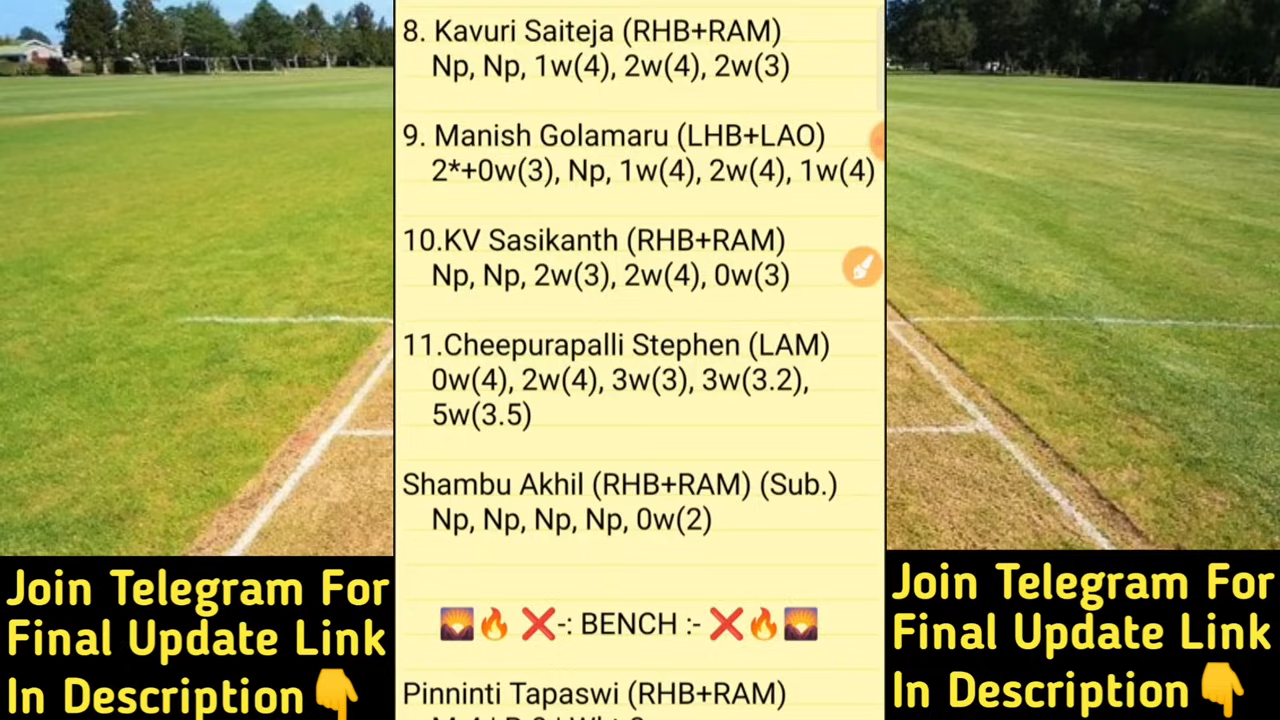 8. Kavuri Saiteja (RHB+RAM)
Np, Np, 1w(4), 2w(4), 2w(3)
9. Manish Golamaru (LHB+LAO)
2*+0w(3), Np, 1w(4), 2w(4), 1w(4)
10.KV Sasikanth (RHB+RAM)
Np, Np, 2w(3), 2w(4), 0w(3)
11.Cheepurapalli Stephen (LAM)
0w(4), 2w(4), 3w(3), 3w(3.2),
5w(3.5)
Shambu Akhil (RHB+RAM) (Sub.)
Np, Np, Np, Np, 0w(2)
🌄🔥 ❌-: BENCH :- ❌🔥🌄
Pinninti Tapaswi (RHB+RAM)
Join Telegram For
Final Update Link
In Description👇
Join Telegram For
Final Update Link
In Description👇